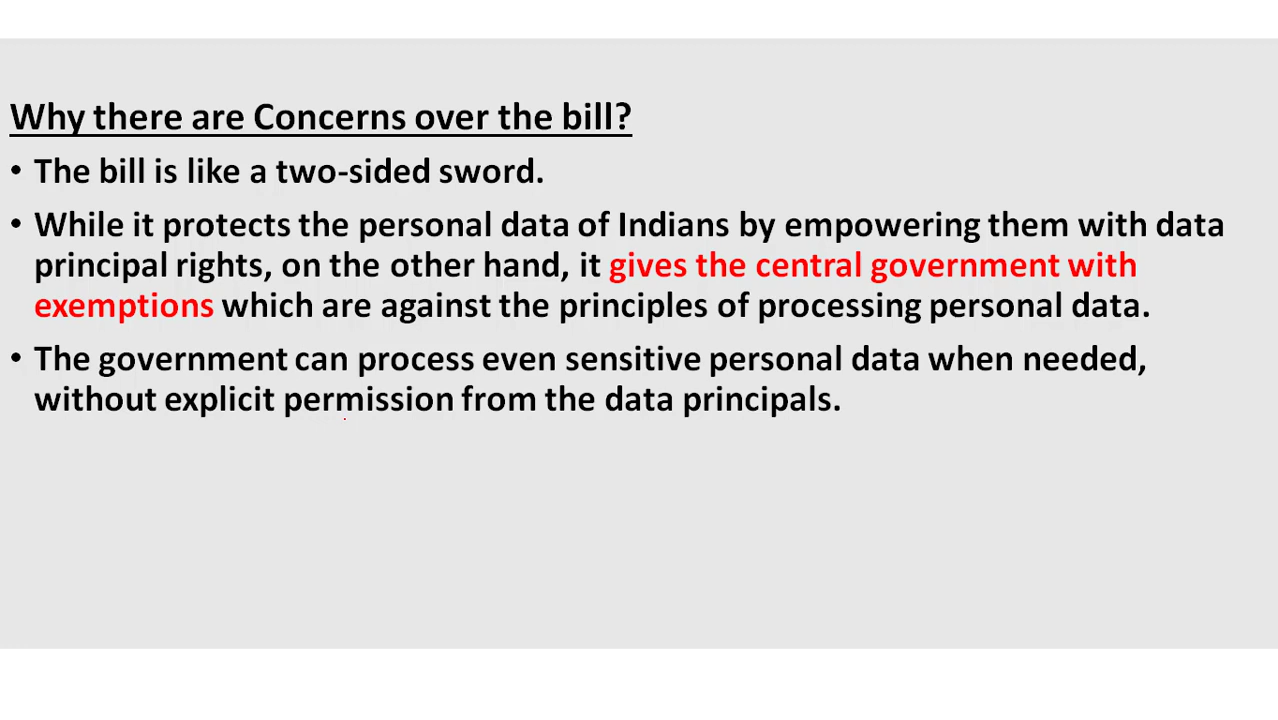 Why there are Concerns over the bill?
• The bill is like a two-sided sword.
• While it protects the personal data of Indians by empowering them with data
principal rights, on the other hand, it gives the central government with
exemptions which are against the principles of processing personal data.
• The government can process even sensitive personal data when needed,
without explicit permission from the data principals.